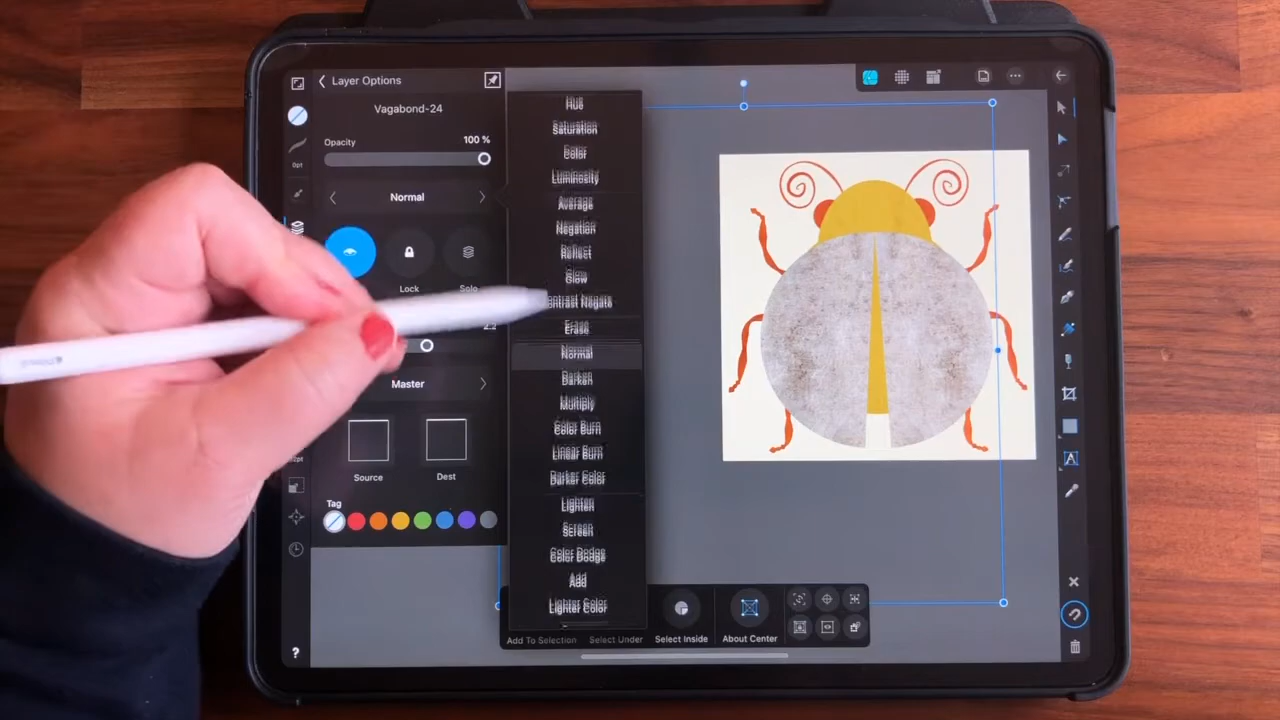 Layer Options
Vagabond-24
Opacity
100 %
Normal
Lock
Solo
Master
Source
Dest
Tag
0pt
Hue
Saturation
Color
Luminosity
Average
Negation
Reflect
Glow
Contrast Negate
Erase
Normal
Darken
Multiply
Color Burn
Linear Burn
Darker Color
Lighten
Screen
Color Dodge
Add
Lighter Color
Add To Selection
Select Under
Select Inside
About Center
A
?